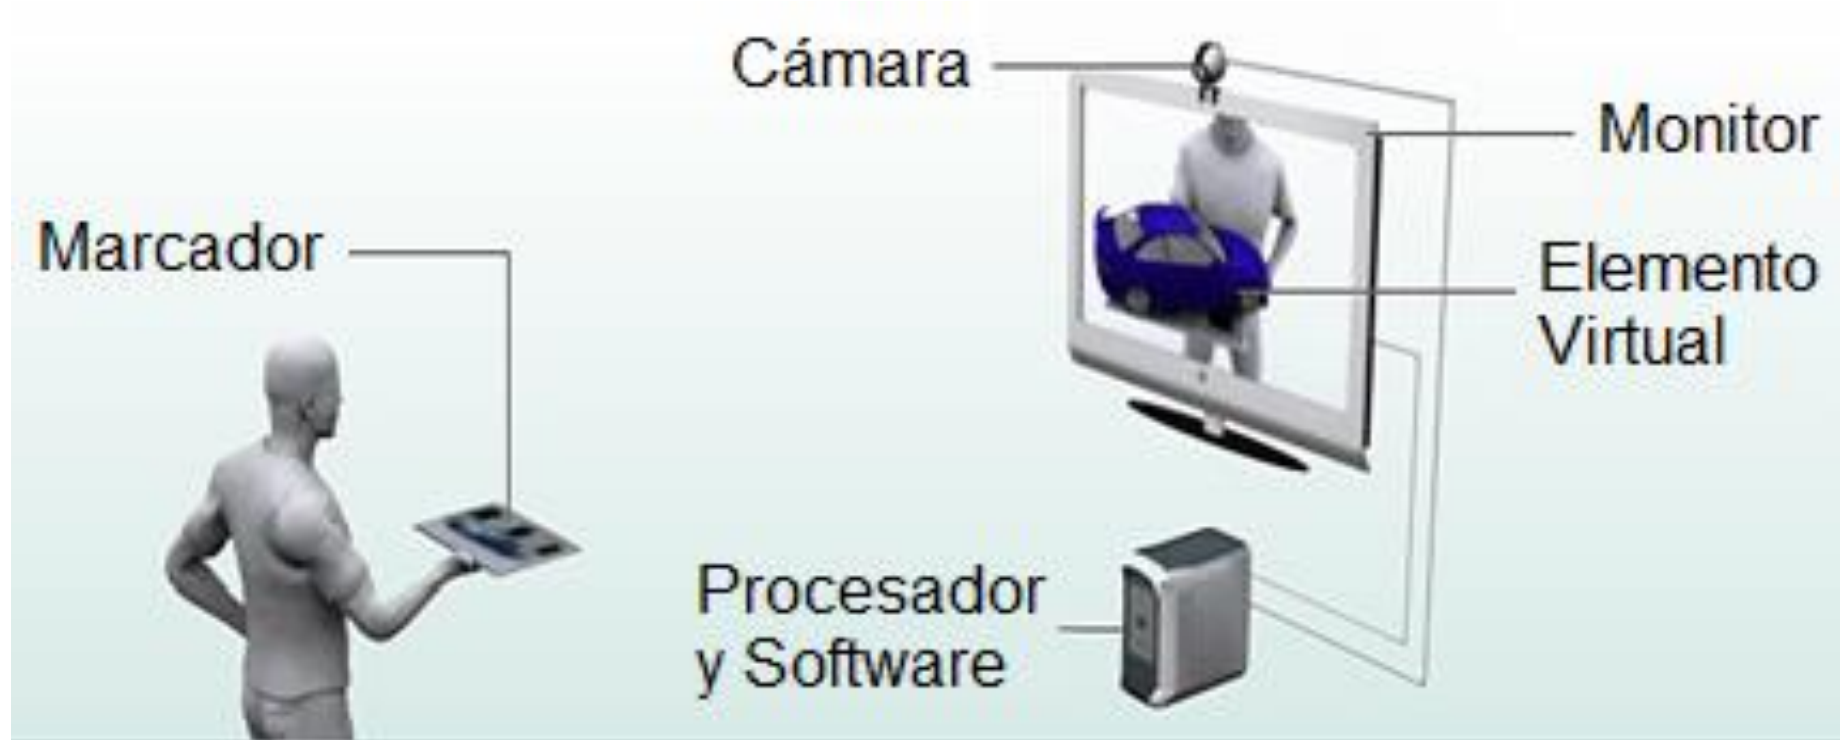 Cámara
Monitor
Marcador
Elemento
Virtual
Procesador
y Software